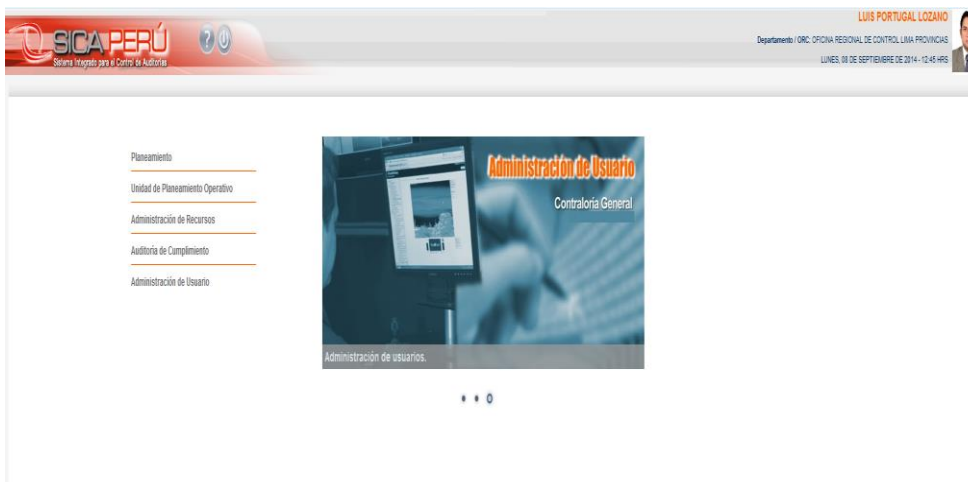 SICA PERÚ
Sistema Integrado para el Control de Auditorías
?
LUIS PORTUGAL LOZANO
Departamento / ORC: OFICINA REGIONAL DE CONTROL LIMA PROVINCIAS
LUNES, 08 DE SEPTIEMBRE DE 2014 - 12:45 HRS
Planeamiento
Unidad de Planeamiento Operativo
Administración de Recursos
Auditoría de Cumplimiento
Administración de Usuario
Administración de Usuario
Contraloría General
Administración de usuarios.